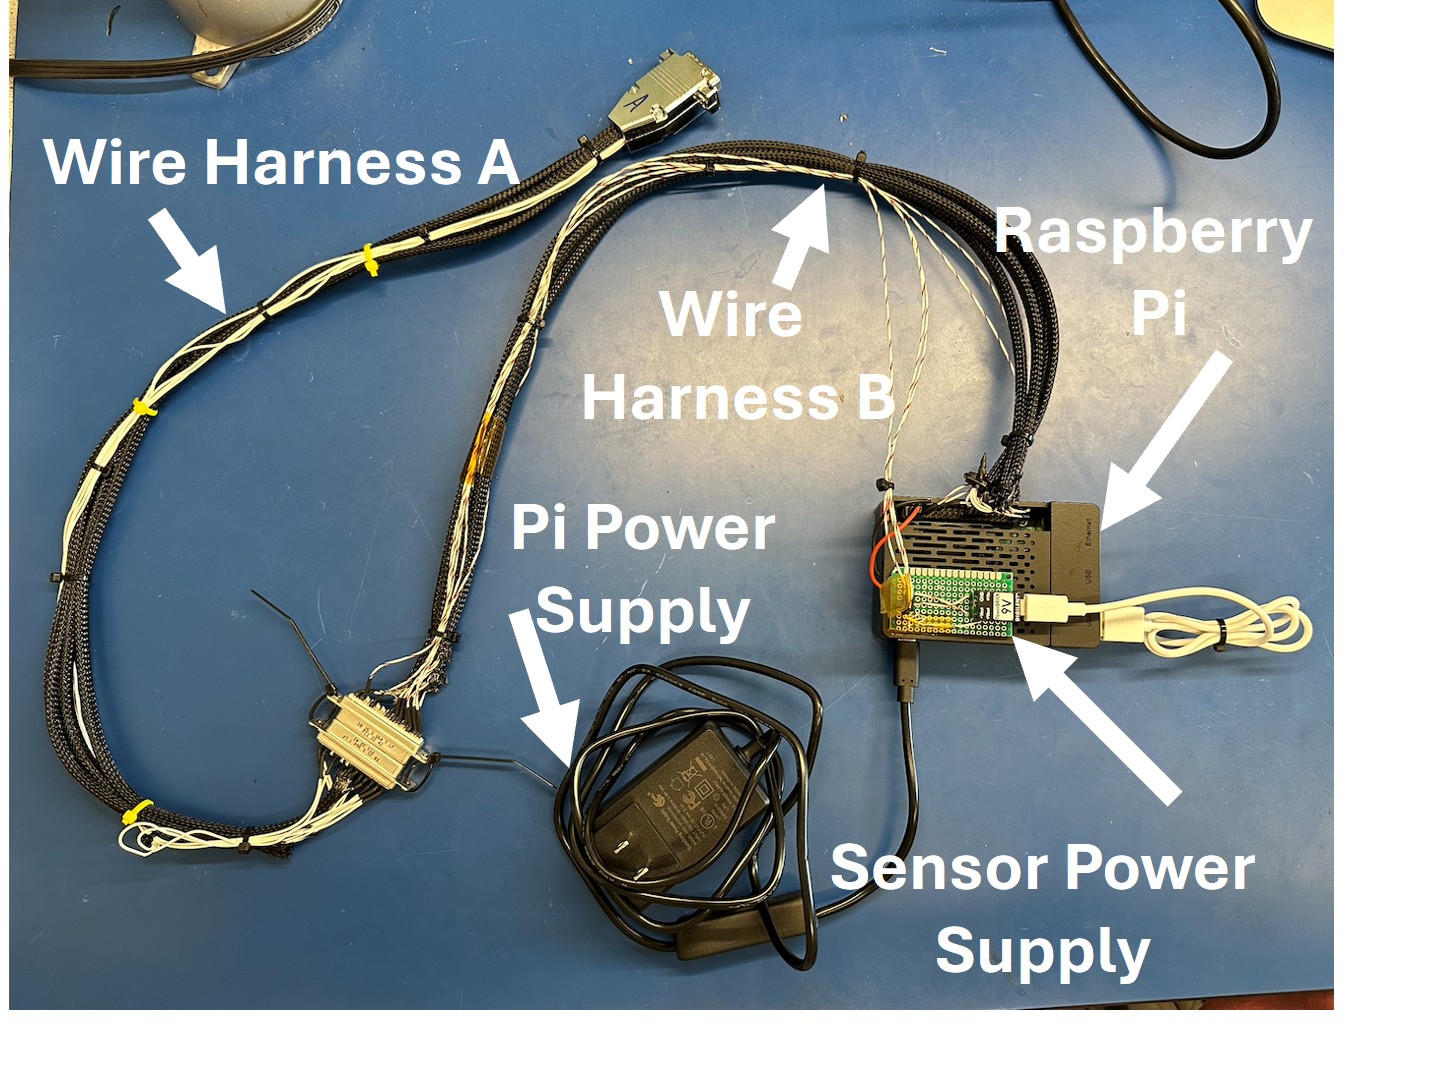 A
Wire Harness A
Raspberry
Pi
Wire
Harness B
Pi Power
Supply
Ethernet
USB
9V
Sensor Power
Supply